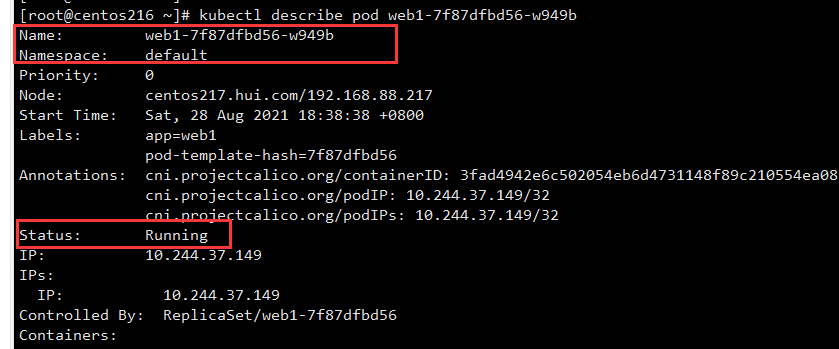 [root@centos216 ~]# kubectl describe pod web1-7f87dfbd56-w949b
Name: web1-7f87dfbd56-w949b
Namespace: default
Priority: 0
Node: centos217.hui.com/192.168.88.217
Start Time: Sat, 28 Aug 2021 18:38:38 +0800
Labels: app=web1
pod-template-hash=7f87dfbd56
Annotations: cni.projectcalico.org/containerID: 3fad4942e6c502054eb6d4731148f89c210554ea08
cni.projectcalico.org/podIP: 10.244.37.149/32
cni.projectcalico.org/podIPs: 10.244.37.149/32
Status: Running
IP: 10.244.37.149
IPs:
IP: 10.244.37.149
Controlled By: ReplicaSet/web1-7f87dfbd56
Containers: